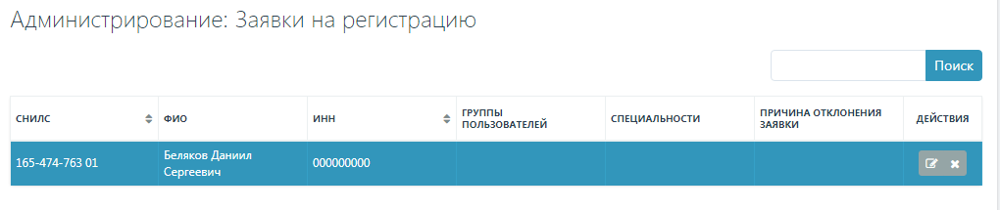 Администрирование: Заявки на регистрацию
Поиск
СНИЛС ФИО ИНН ГРУППЫ ПОЛЬЗОВАТЕЛЕЙ СПЕЦИАЛЬНОСТИ ПРИЧИНА ОТКЛОНЕНИЯ ЗАЯВКИ ДЕЙСТВИЯ
165-474-763 01 Беляков Даниил Сергеевич 000000000